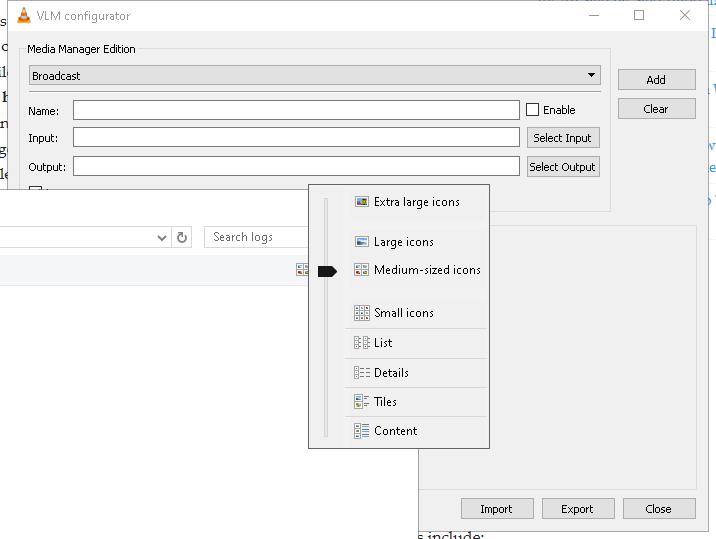 VLM configurator
Media Manager Edition
Broadcast
Add
Name:
Enable
Clear
Input:
Select Input
Output:
Select Output
Extra large icons
Search logs
Large icons
Medium-sized icons
Small icons
List
Details
Tiles
Content
Import
Export
Close
include: